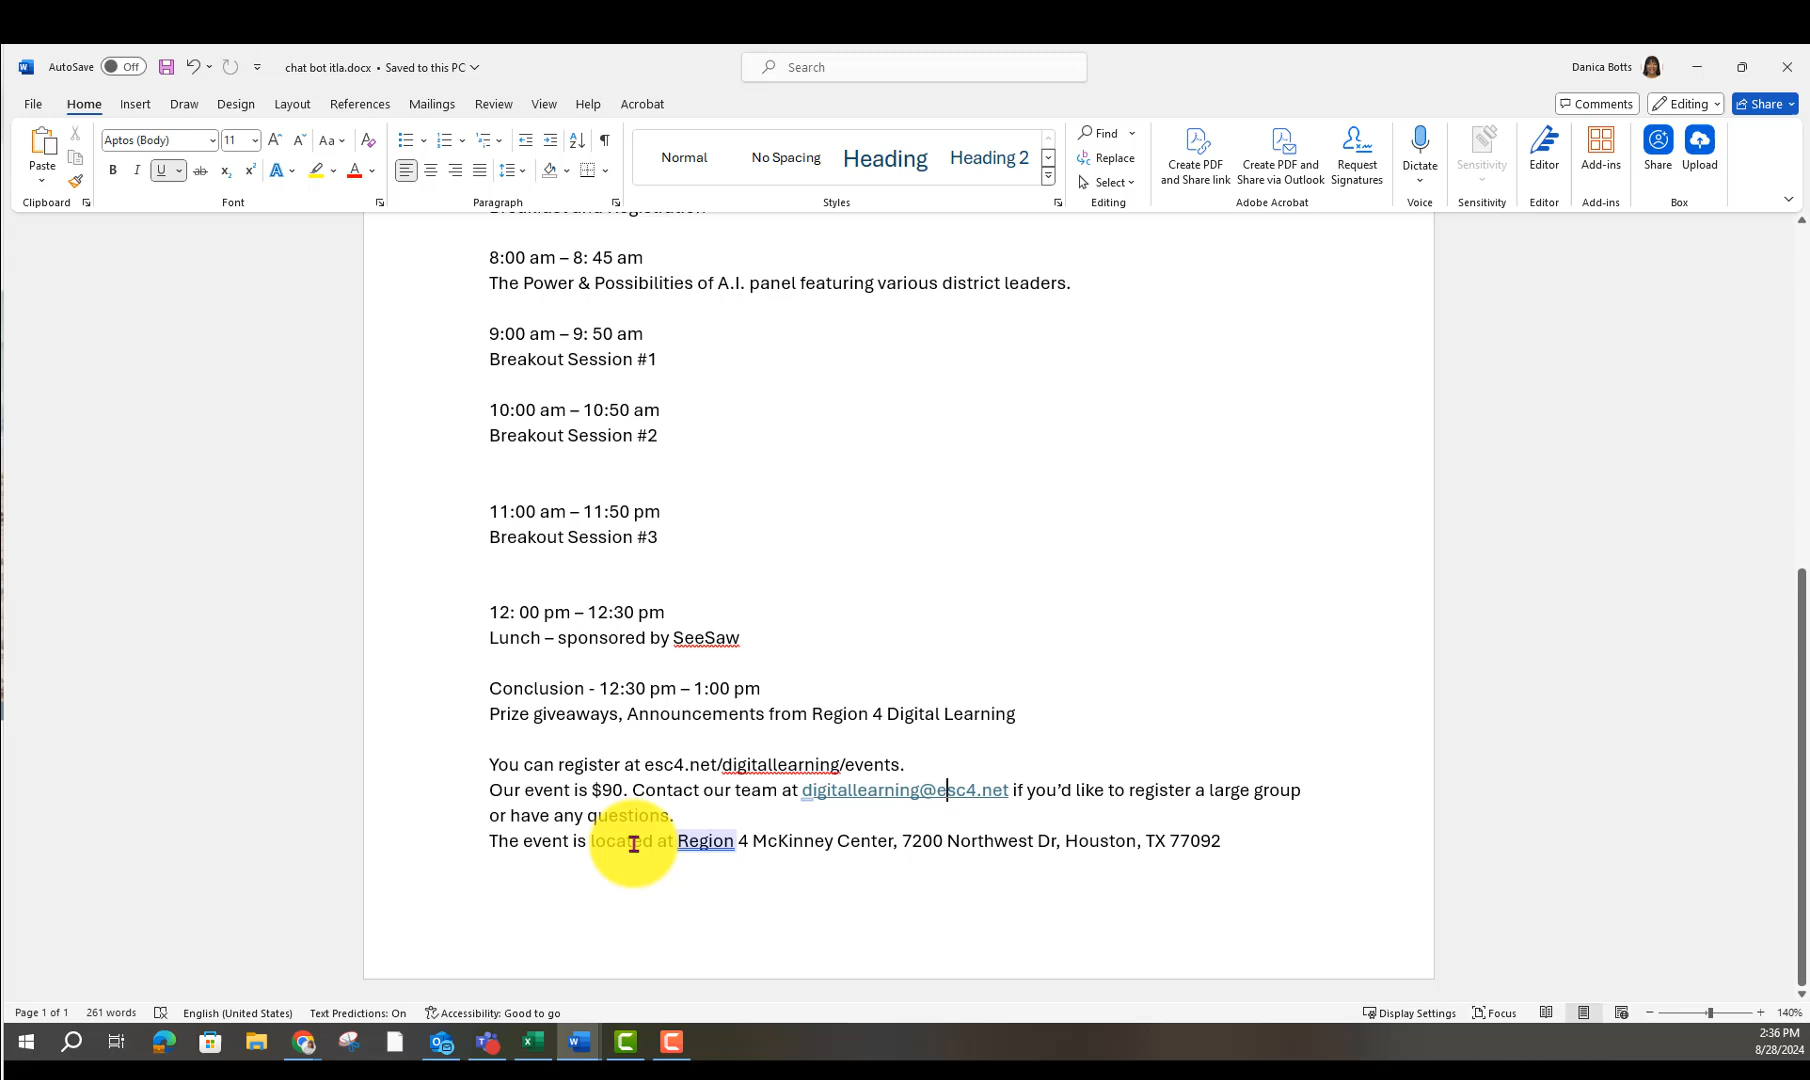 AutoSave Off chat bot itla.docx • Saved to this PC Search Danica Botts
File Home Insert Draw Design Layout References Mailings Review View Help Acrobat Comments Editing Share
Paste Aptos (Body) 11 Aa Normal No Spacing Heading Heading 2 Find Replace Select Create PDF and Share link Create PDF and Share via Outlook Request Signatures Dictate Sensitivity Editor Add-ins Share Upload
Clipboard Font Paragraph Styles Editing Adobe Acrobat Voice Sensitivity Editor Add-ins Box
8:00 am – 8: 45 am
The Power & Possibilities of A.I. panel featuring various district leaders.
9:00 am – 9: 50 am
Breakout Session #1
10:00 am – 10:50 am
Breakout Session #2
11:00 am – 11:50 pm
Breakout Session #3
12: 00 pm – 12:30 pm
Lunch – sponsored by SeeSaw
Conclusion - 12:30 pm – 1:00 pm
Prize giveaways, Announcements from Region 4 Digital Learning
You can register at esc4.net/digitallearning/events.
Our event is $90. Contact our team at digitallearning@esc4.net if you’d like to register a large group
or have any questions.
The event is located at Region 4 McKinney Center, 7200 Northwest Dr, Houston, TX 77092
Page 1 of 1 261 words English (United States) Text Predictions: On Accessibility: Good to go Display Settings Focus 140%
2:36 PM
8/28/2024